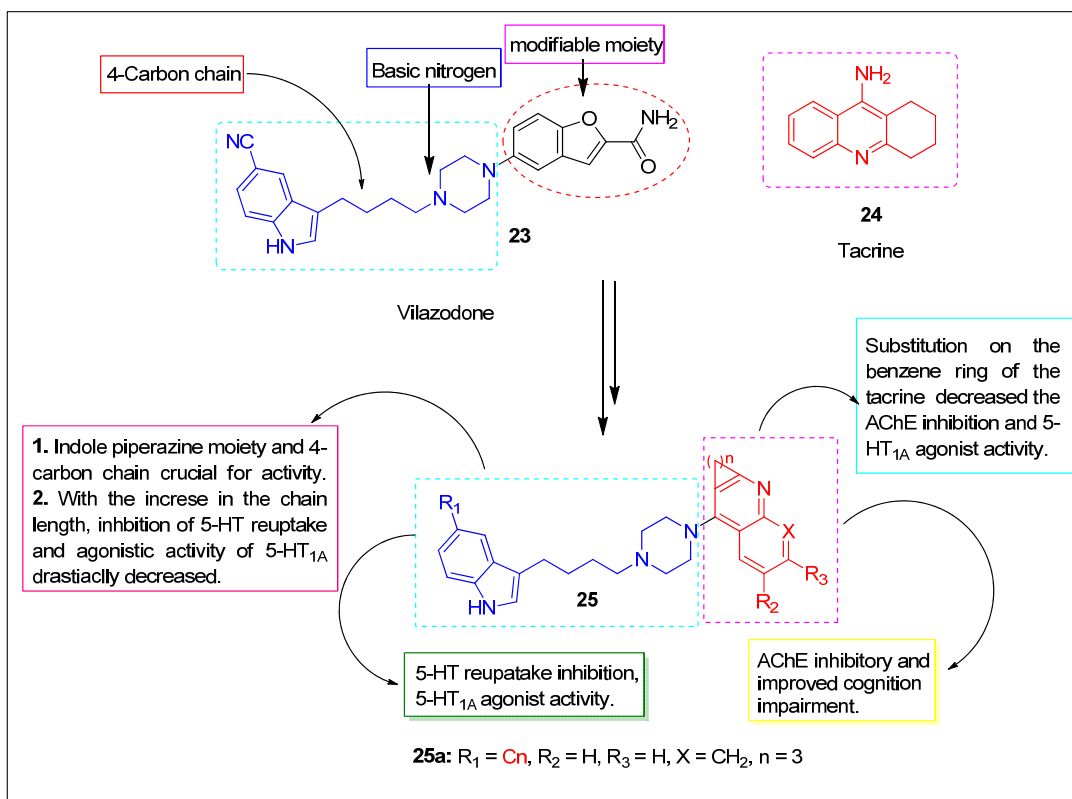 modifiable moiety
4-Carbon chain
Basic nitrogen
NC
HN
N
N
O
NH2
O
23
Vilazodone
NH2
N
24
Tacrine
Substitution on the
benzene ring of the
tacrine decreased the
AChE inhibition and 5-
HT1A agonist activity.
1. Indole piperazine moiety and 4-
carbon chain crucial for activity.
2. With the increse in the chain
length, inhbition of 5-HT reuptake
and agonistic activity of 5-HT1A
drastiaclly decreased.
R1
HN
N
N
( )n
N
X
R3
R2
25
5-HT reupatake inhibition,
5-HT1A agonist activity.
AChE inhibitory and
improved cognition
impairment.
25a: R1 = Cn, R2 = H, R3 = H, X = CH2, n = 3